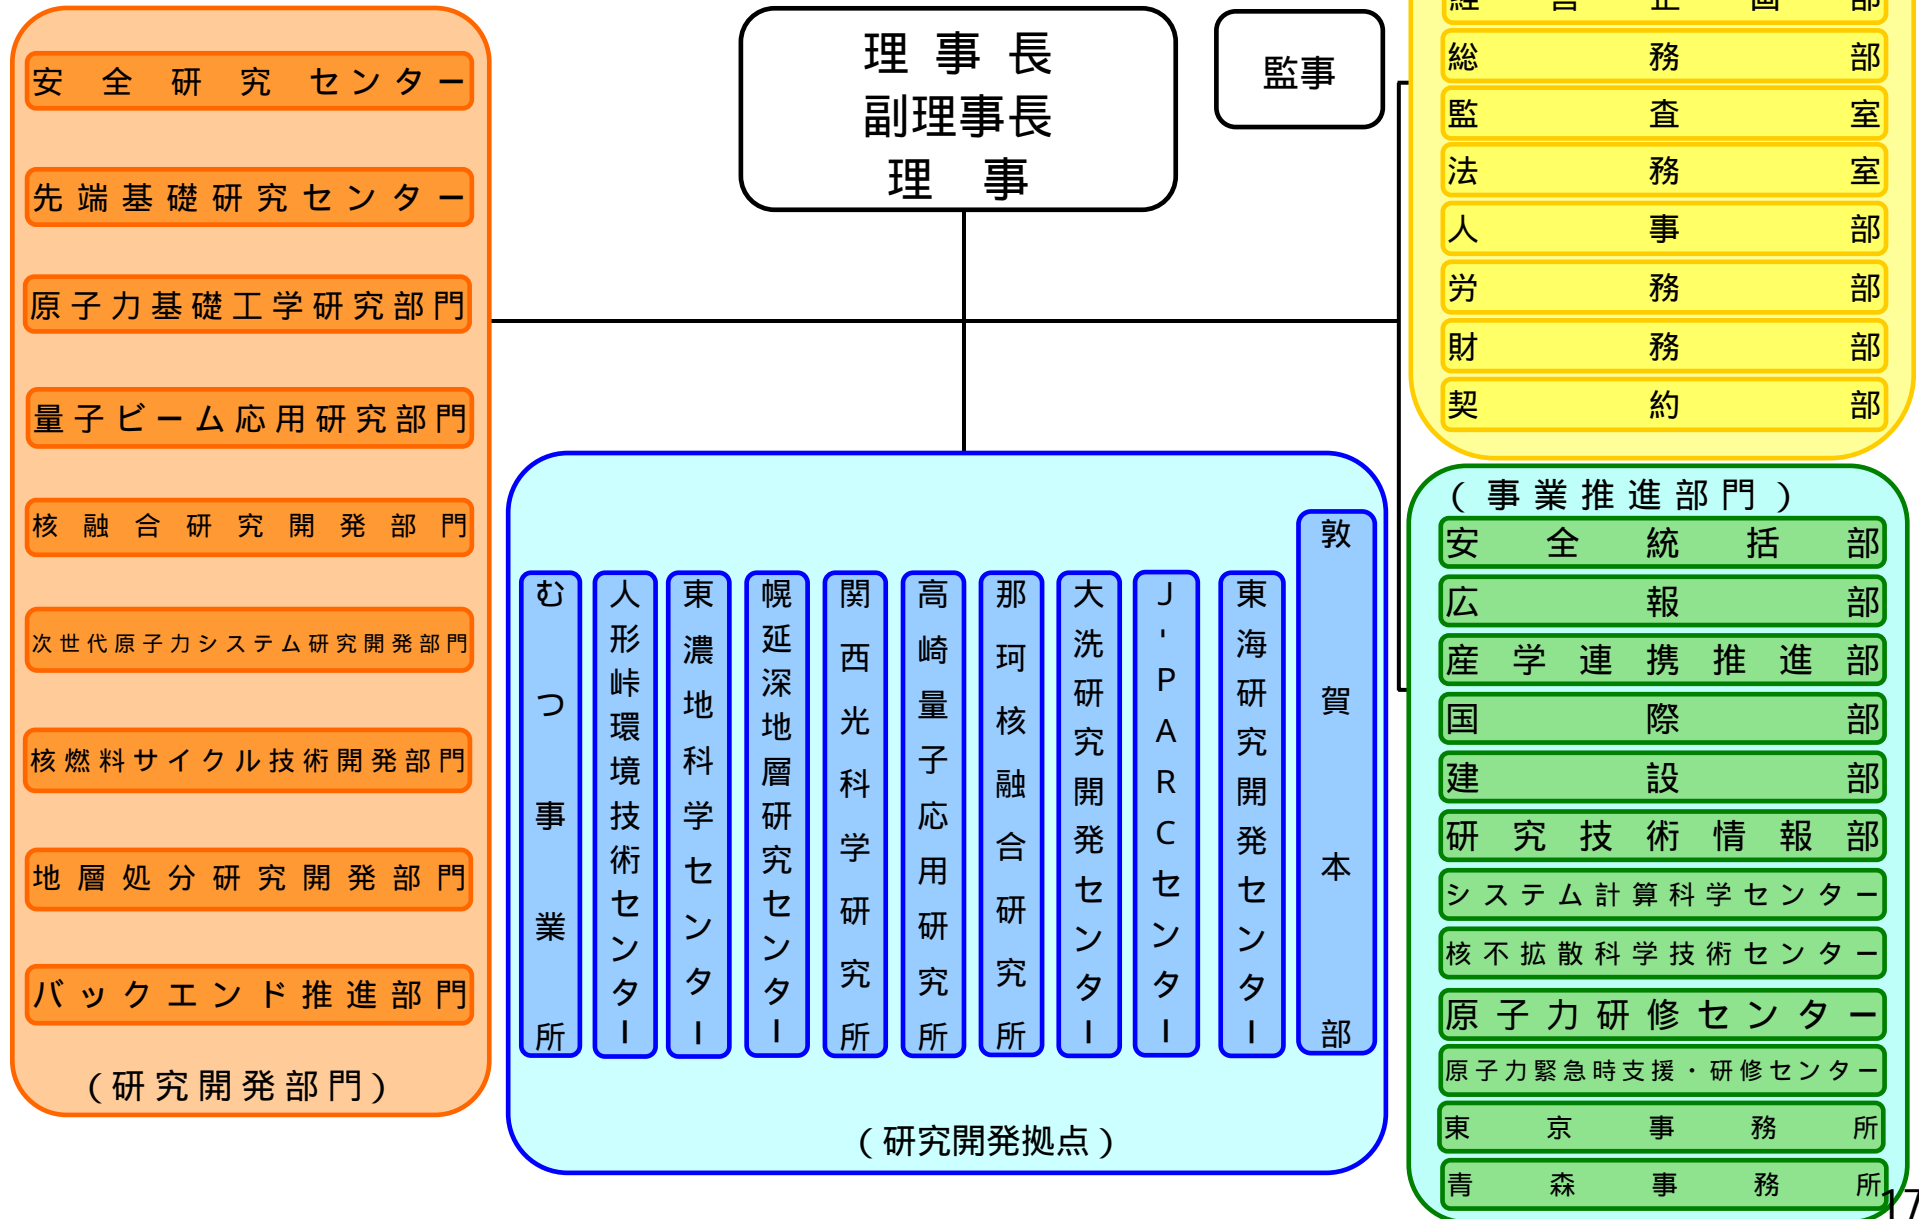 安全研究センター
先端基礎研究センター
原子力基礎工学研究部門
量子ビーム応用研究部門
核融合研究開発部門
次世代原子力システム研究開発部門
核燃料サイクル技術開発部門
地層処分研究開発部門
バックエンド推進部門
(研究開発部門)
理事長
副理事長
理事
監事
経営企画部
総務部
監査室
法務室
人事部
労務部
財務部
契約部
むつ事業所
人形峠環境技術センター
東濃地科学センター
幌延深地層研究センター
関西光科学研究所
高崎量子応用研究所
那珂核融合研究所
大洗研究開発センター
J'PARCセンター
東海研究開発センター
敦賀本部
(研究開発拠点)
(事業推進部門)
安全統括部
広報部
産学連携推進部
国際部
建設部
研究技術情報部
システム計算科学センター
核不拡散科学技術センター
原子力研修センター
原子力緊急時支援・研修センター
東京事務所
青森事務所
17